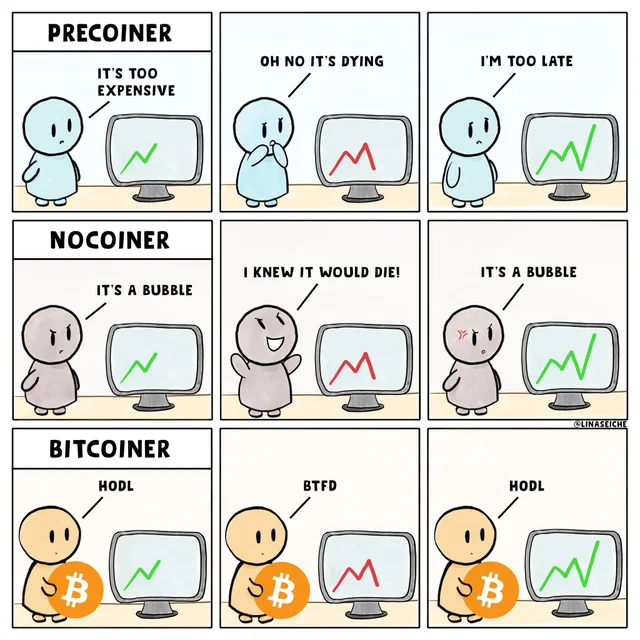 PRECOINER
IT'S TOO
EXPENSIVE
OH NO IT'S DYING
I'M TOO LATE
NOCOINER
IT'S A BUBBLE
I KNEW IT WOULD DIE!
IT'S A BUBBLE
@LINASEICHE
BITCOINER
HODL
BTFD
HODL